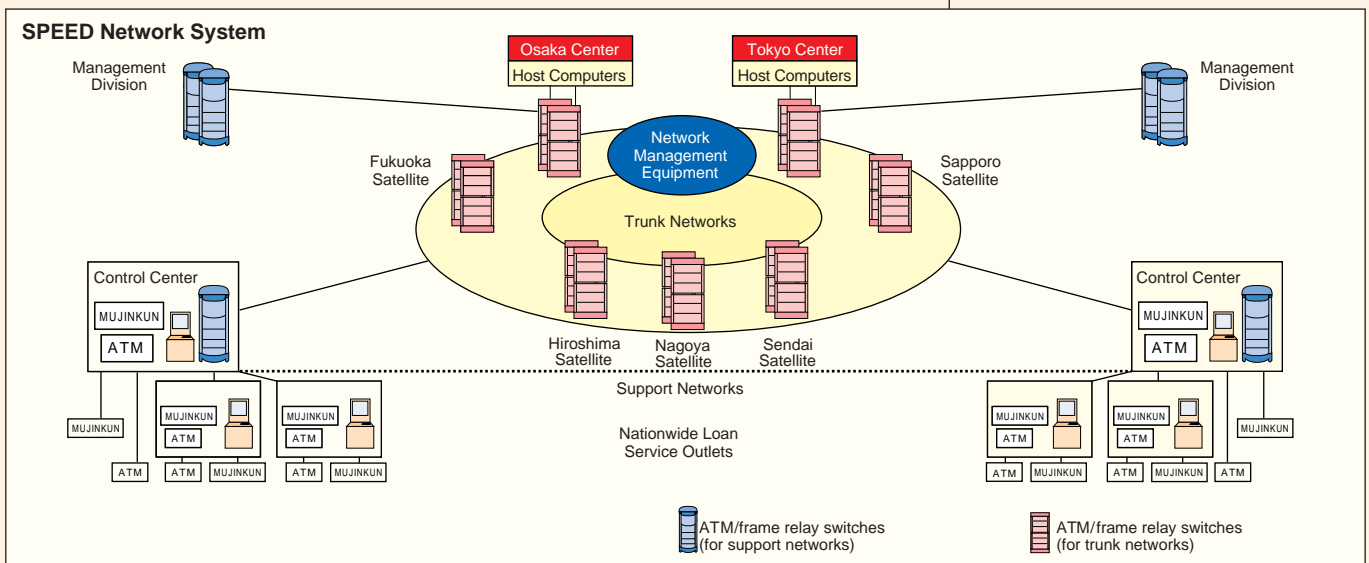 SPEED Network System
Management
Division
Osaka Center
Host Computers
Tokyo Center
Host Computers
Management
Division
Network
Management
Equipment
Fukuoka
Satellite
Sapporo
Satellite
Trunk Networks
Hiroshima
Satellite
Nagoya
Satellite
Sendai
Satellite
Control Center
MUJINKUN
ATM
Control Center
MUJINKUN
ATM
Support Networks
Nationwide Loan
Service Outlets
MUJINKUN
ATM
MUJINKUN
ATM
ATM
MUJINKUN
MUJINKUN
ATM
ATM
MUJINKUN
MUJINKUN
ATM
ATM
MUJINKUN
MUJINKUN
ATM
ATM
MUJINKUN
ATM
MUJINKUN
ATM/frame relay switches
(for support networks)
ATM/frame relay switches
(for trunk networks)